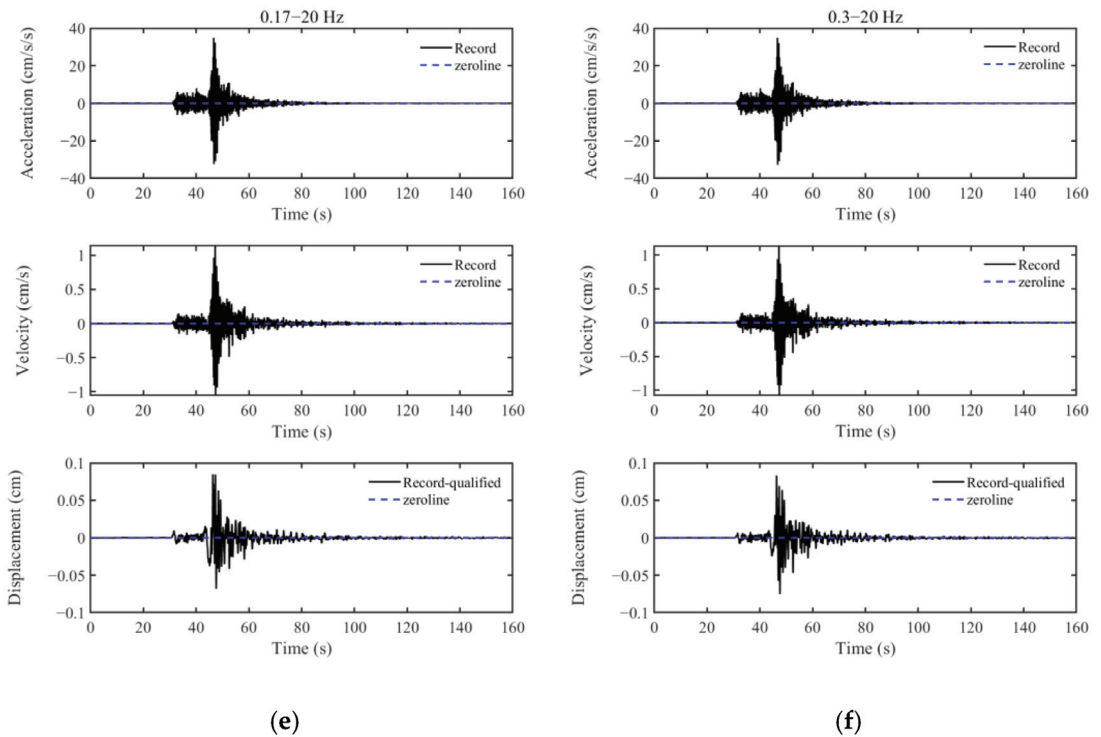 0.17−20 Hz
Acceleration (cm/s/s)
40
20
0
−20
−40
Record
zeroline
0 20 40 60 80 100 120 140 160
Time (s)
Velocity (cm/s)
1
0.5
0
−0.5
−1
Record
zeroline
0 20 40 60 80 100 120 140 160
Time (s)
Displacement (cm)
0.1
0.05
0
−0.05
−0.1
Record-qualified
zeroline
0 20 40 60 80 100 120 140 160
Time (s)
(e)
0.3−20 Hz
Acceleration (cm/s/s)
40
20
0
−20
−40
Record
zeroline
0 20 40 60 80 100 120 140 160
Time (s)
Velocity (cm/s)
1
0.5
0
−0.5
−1
Record
zeroline
0 20 40 60 80 100 120 140 160
Time (s)
Displacement (cm)
0.1
0.05
0
−0.05
−0.1
Record-qualified
zeroline
0 20 40 60 80 100 120 140 160
Time (s)
(f)